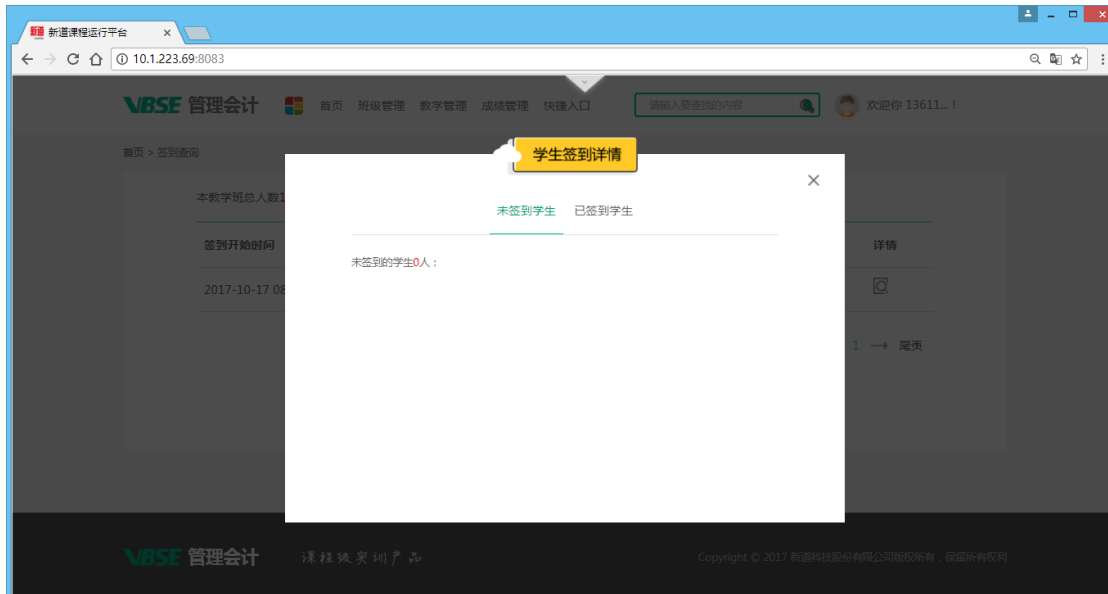 新道课程运行平台
10.1.223.69:8083
VBSE 管理会计 首页 班级管理 教学管理 成绩管理 快捷入口 请输入要查找的内容 欢迎你 13611... !
首页 > 签到查询
学生签到详情
本教学班总人数1
未签到学生 已签到学生
签到开始时间 详情
未签到的学生0人：
2017-10-17 08
1 → 尾页
VBSE 管理会计 课程级实训产品 Copyright © 2017 新道科技股份有限公司版权所有，保留所有权利